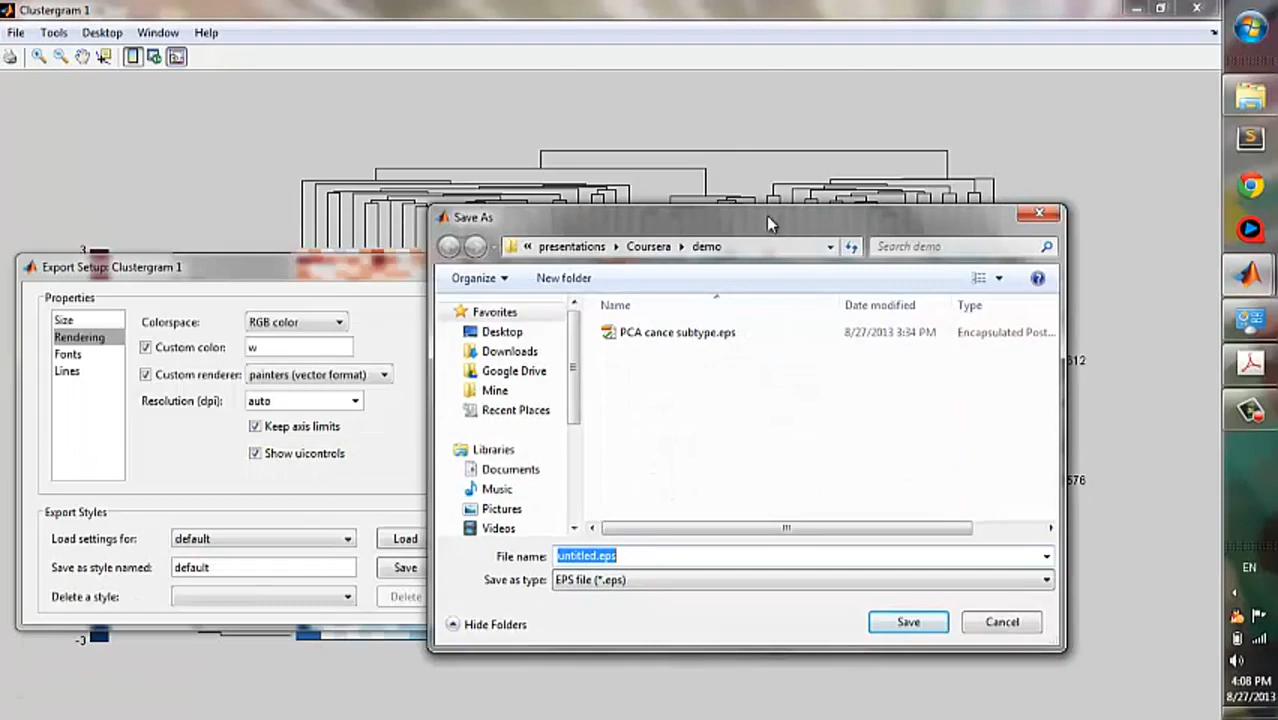 Clustergram 1
File Tools Desktop Window Help
3
Export Setup: Clustergram 1
Properties
Size
Rendering
Fonts
Lines
Colorspace: RGB color
Custom color: w
Custom renderer: painters (vector format)
Resolution (dpi): auto
Keep axis limits
Show uicontrols
Export Styles
Load settings for: default Load
Save as style named: default Save
Delete a style: Delete
-3
Save As
« presentations Coursera demo Search demo
Organize New folder
Favorites
Desktop
Downloads
Google Drive
Mine
Recent Places
Libraries
Documents
Music
Pictures
Videos
Name Date modified Type
PCA cance subtype.eps 8/27/2013 3:34 PM Encapsulated Post...
File name: untitled.eps
Save as type: EPS file (*.eps)
Hide Folders Save Cancel
612
576
EN
4:08 PM
8/27/2013